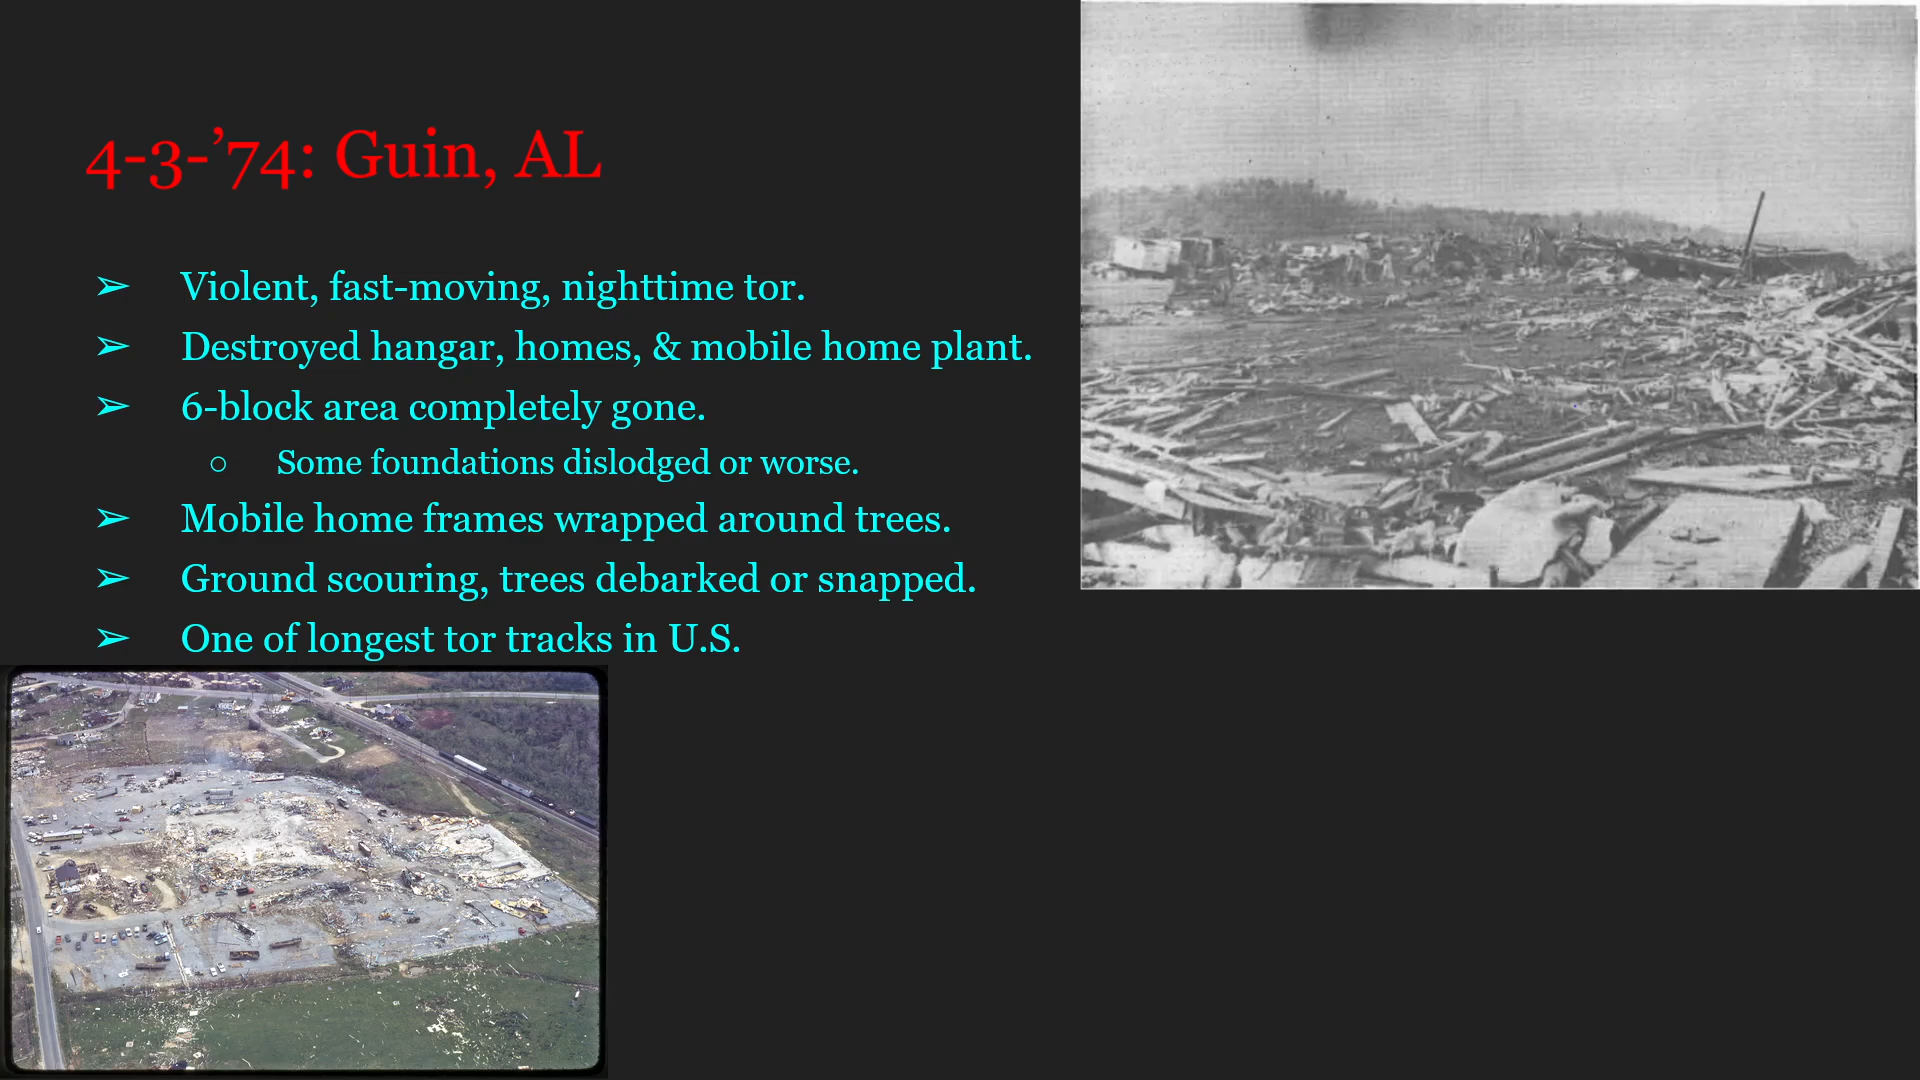 4-3-’74: Guin, AL
➢ Violent, fast-moving, nighttime tor.
➢ Destroyed hangar, homes, & mobile home plant.
➢ 6-block area completely gone.
○ Some foundations dislodged or worse.
➢ Mobile home frames wrapped around trees.
➢ Ground scouring, trees debarked or snapped.
➢ One of longest tor tracks in U.S.